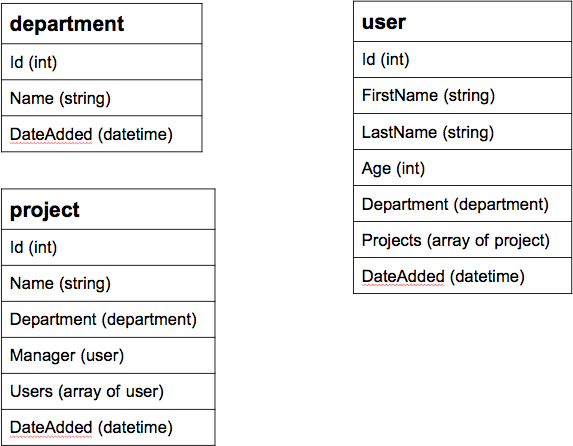 department
Id (int)
Name (string)
DateAdded (datetime)
project
Id (int)
Name (string)
Department (department)
Manager (user)
Users (array of user)
DateAdded (datetime)
user
Id (int)
FirstName (string)
LastName (string)
Age (int)
Department (department)
Projects (array of project)
DateAdded (datetime)